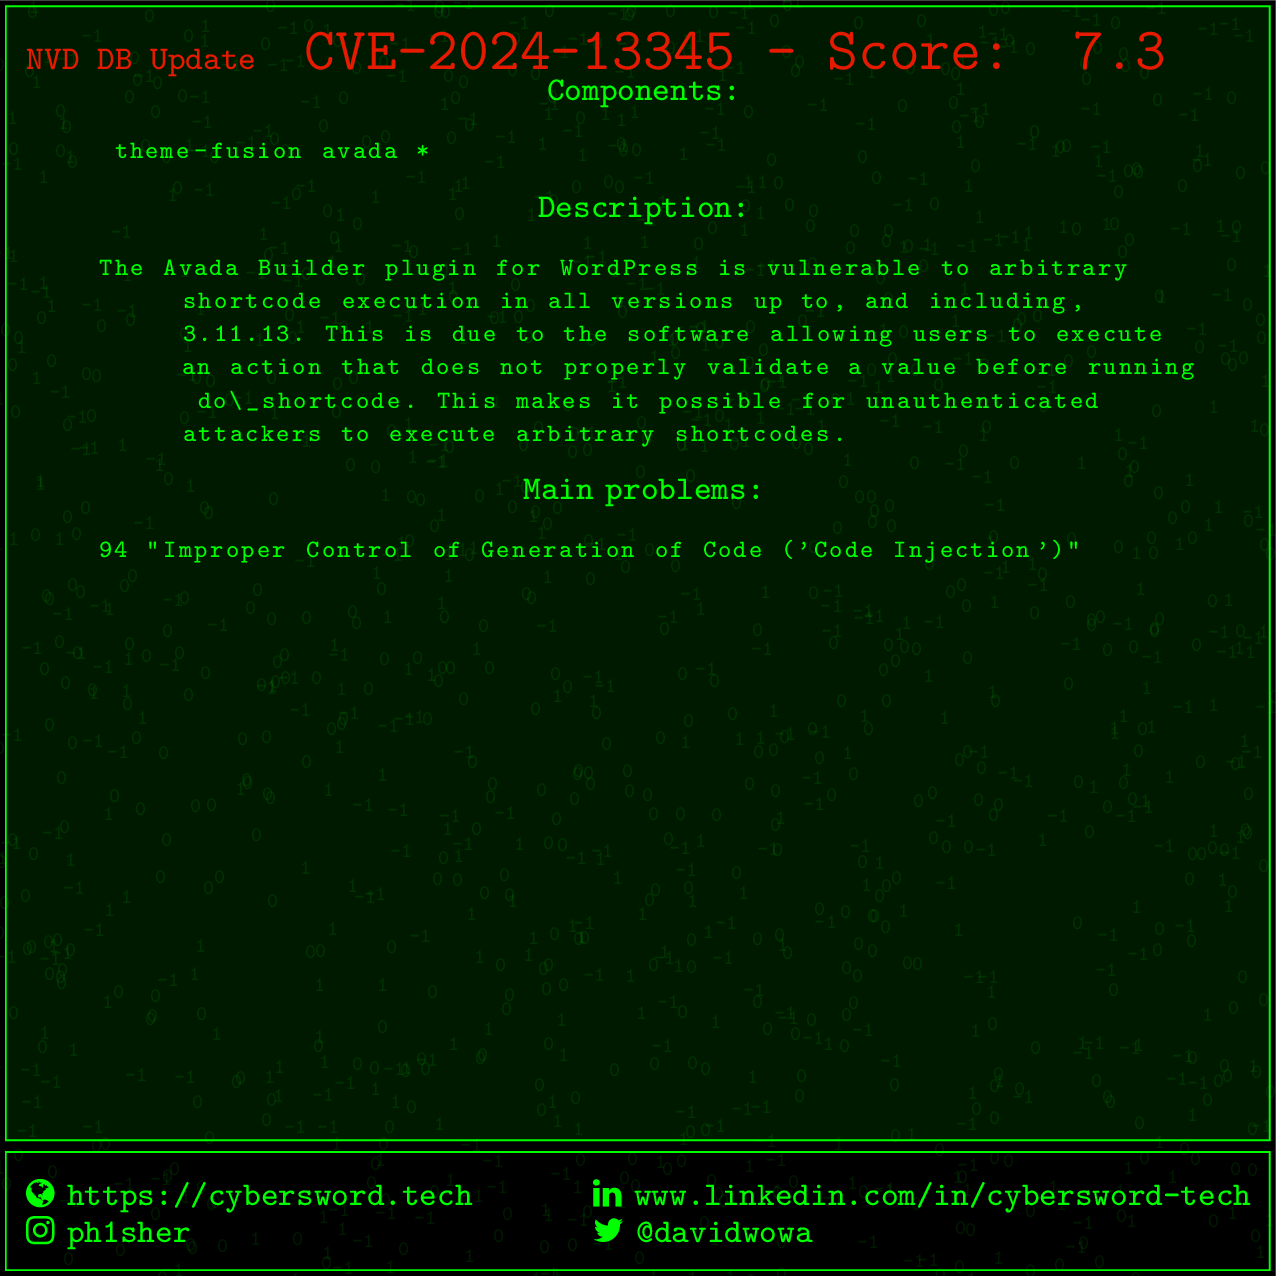 NVD DB Update CVE-2024-13345 - Score: 7.3
Components:
theme-fusion avada *
Description:
The Avada Builder plugin for WordPress is vulnerable to arbitrary
shortcode execution in all versions up to, and including,
3.11.13. This is due to the software allowing users to execute
an action that does not properly validate a value before running
do\_shortcode. This makes it possible for unauthenticated
attackers to execute arbitrary shortcodes.
Main problems:
94 "Improper Control of Generation of Code ('Code Injection')"
https://cybersword.tech www.linkedin.com/in/cybersword-tech
ph1sher @davidwowa